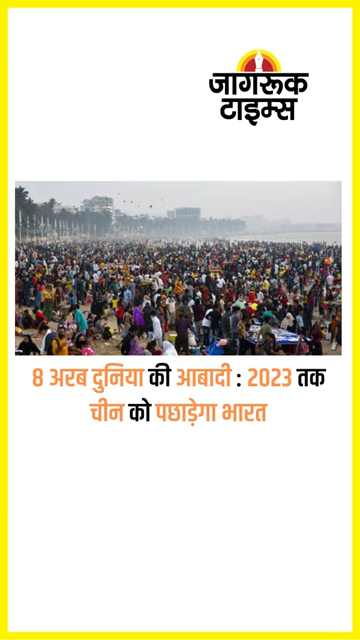 जागरूक
टाइम्स
8 अरब दुनिया की आबादी : 2023 तक
चीन को पछाड़ेगा भारत